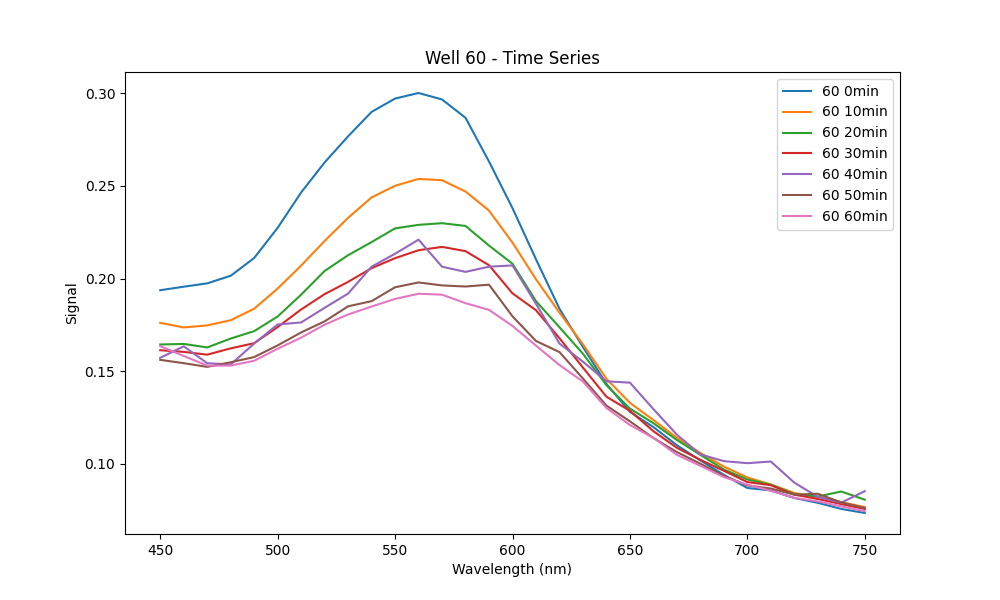 Well 60 - Time Series
Signal
0.30
0.25
0.20
0.15
0.10
60 0min
60 10min
60 20min
60 30min
60 40min
60 50min
60 60min
450 500 550 600 650 700 750
Wavelength (nm)